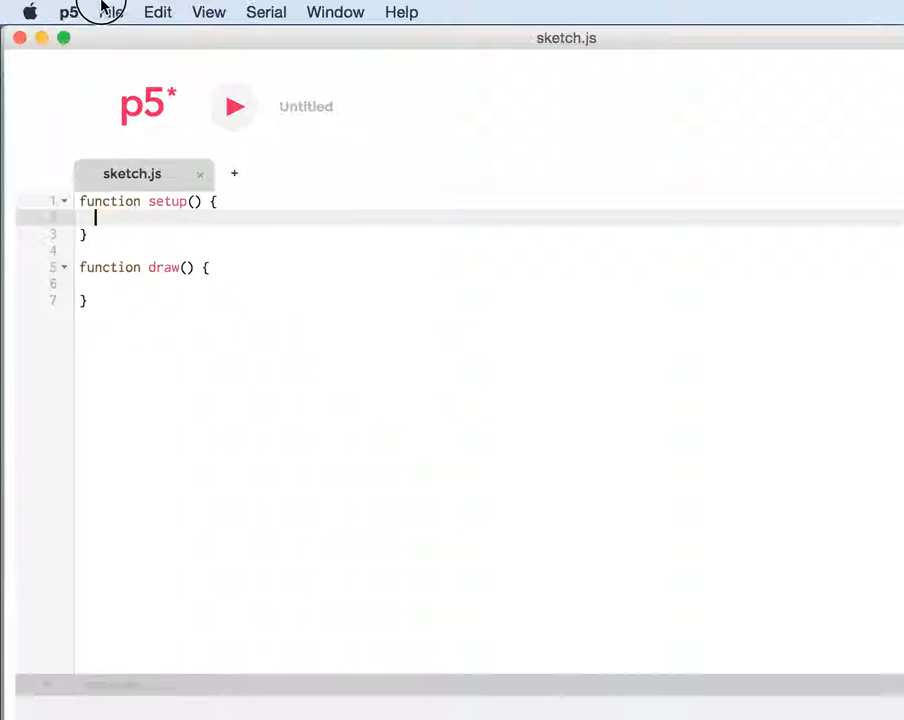 p5 File Edit View Serial Window Help
sketch.js
p5* Untitled
sketch.js × +
1 function setup() {
2
3 }
4
5 function draw() {
6
7 }